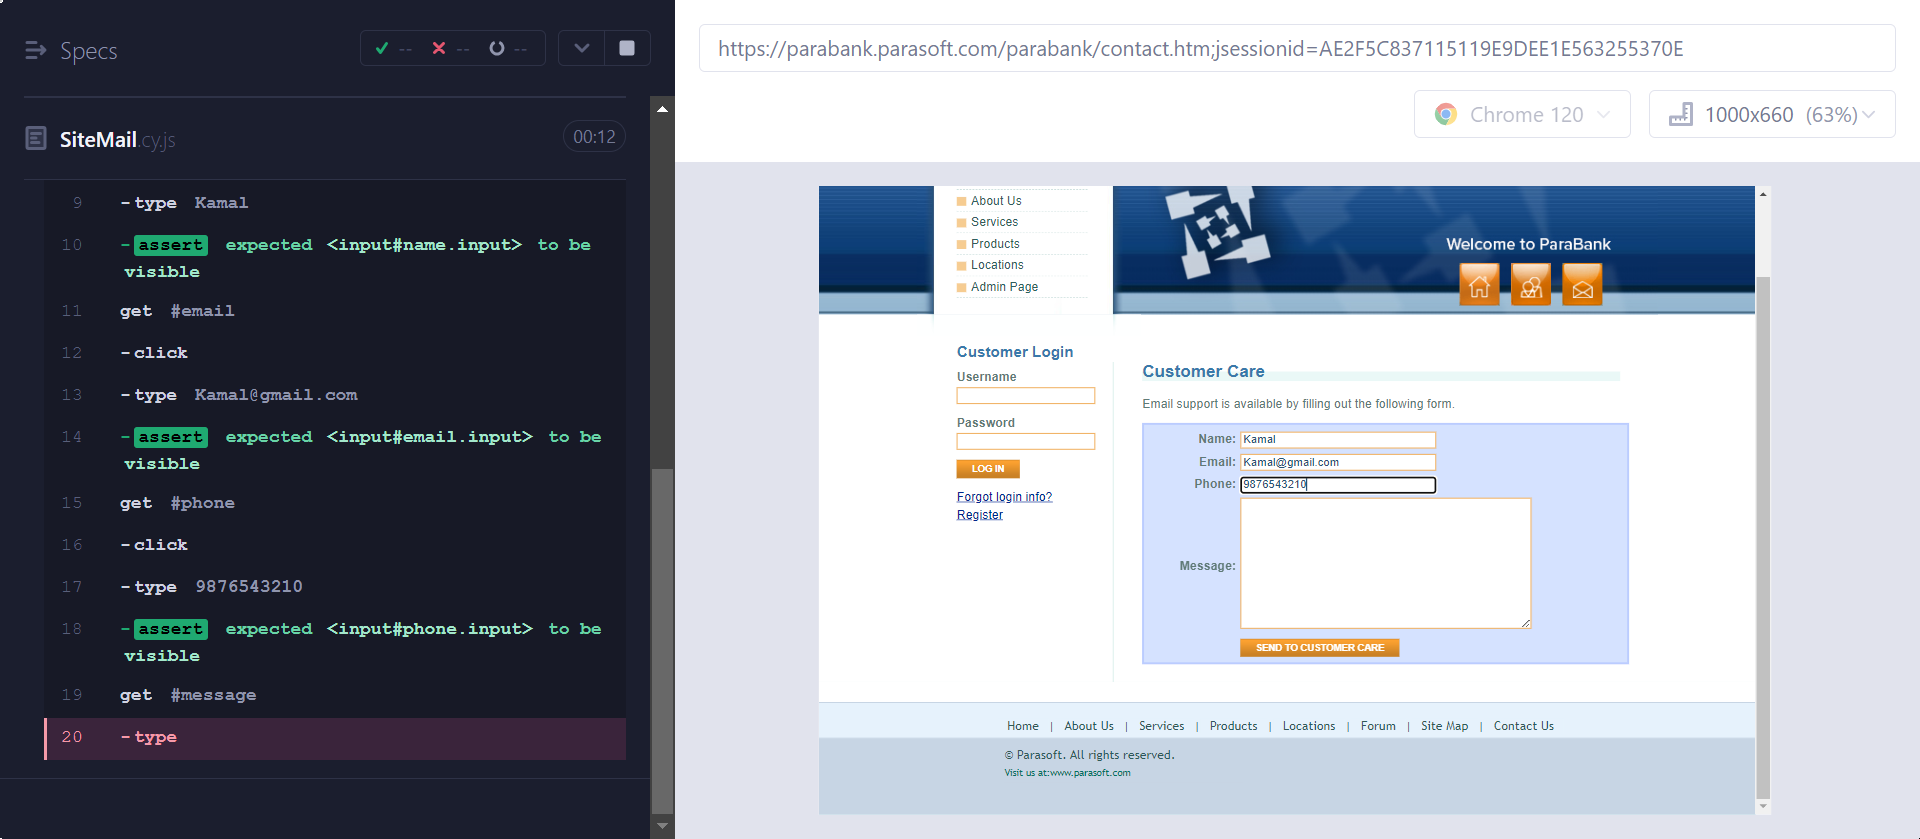 Specs
--
--
--
SiteMail.cy.js
00:12
9 -type Kamal
10 -assert expected <input#name.input> to be
visible
11 get #email
12 -click
13 -type Kamal@gmail.com
14 -assert expected <input#email.input> to be
visible
15 get #phone
16 -click
17 -type 9876543210
18 -assert expected <input#phone.input> to be
visible
19 get #message
20 -type
https://parabank.parasoft.com/parabank/contact.htm;jsessionid=AE2F5C837115119E9DEE1E563255370E
Chrome 120
1000x660 (63%)
About Us
Services
Products
Locations
Admin Page
Welcome to ParaBank
Customer Login
Username
Password
LOG IN
Forgot login info?
Register
Customer Care
Email support is available by filling out the following form.
Name: Kamal
Email: Kamal@gmail.com
Phone: 9876543210
Message:
SEND TO CUSTOMER CARE
Home | About Us | Services | Products | Locations | Forum | Site Map | Contact Us
© Parasoft. All rights reserved.
Visit us at:www.parasoft.com